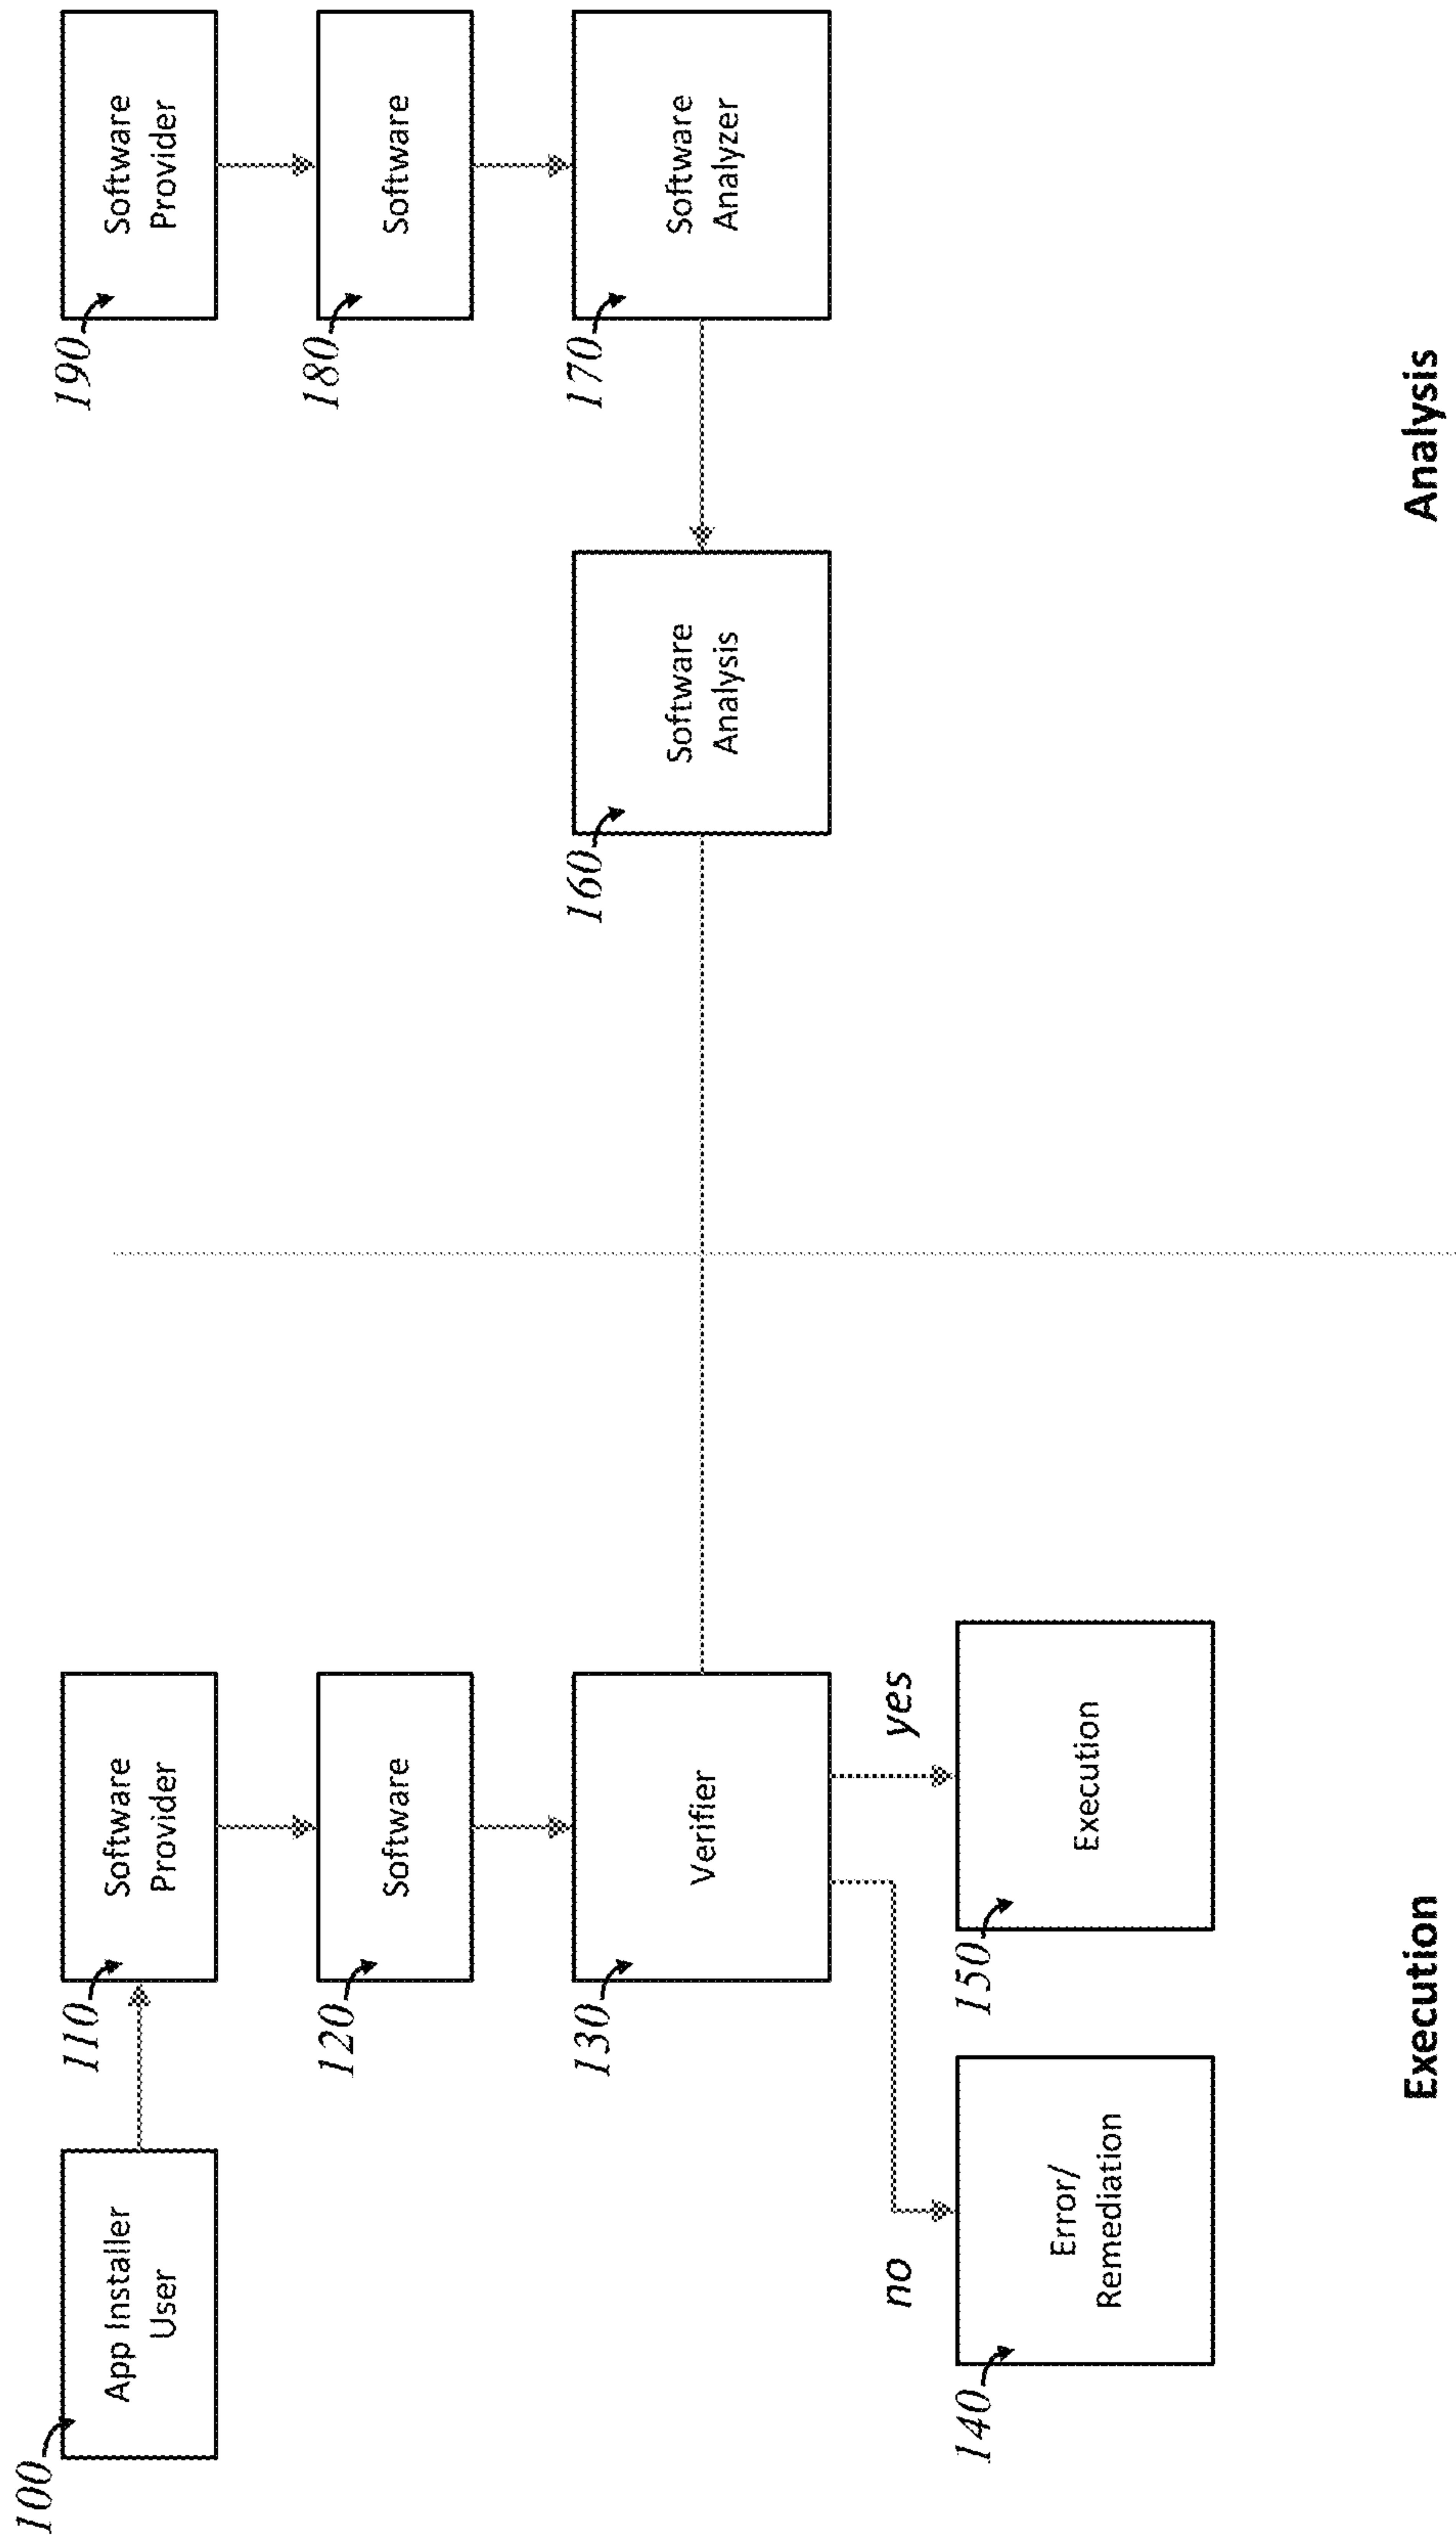 100
App Installer
User
110
Software
Provider
120
Software
130
Verifier
no
yes
140
Error/
Remediation
150
Execution
Execution
190
Software
Provider
180
Software
170
Software
Analyzer
160
Software
Analysis
Analysis